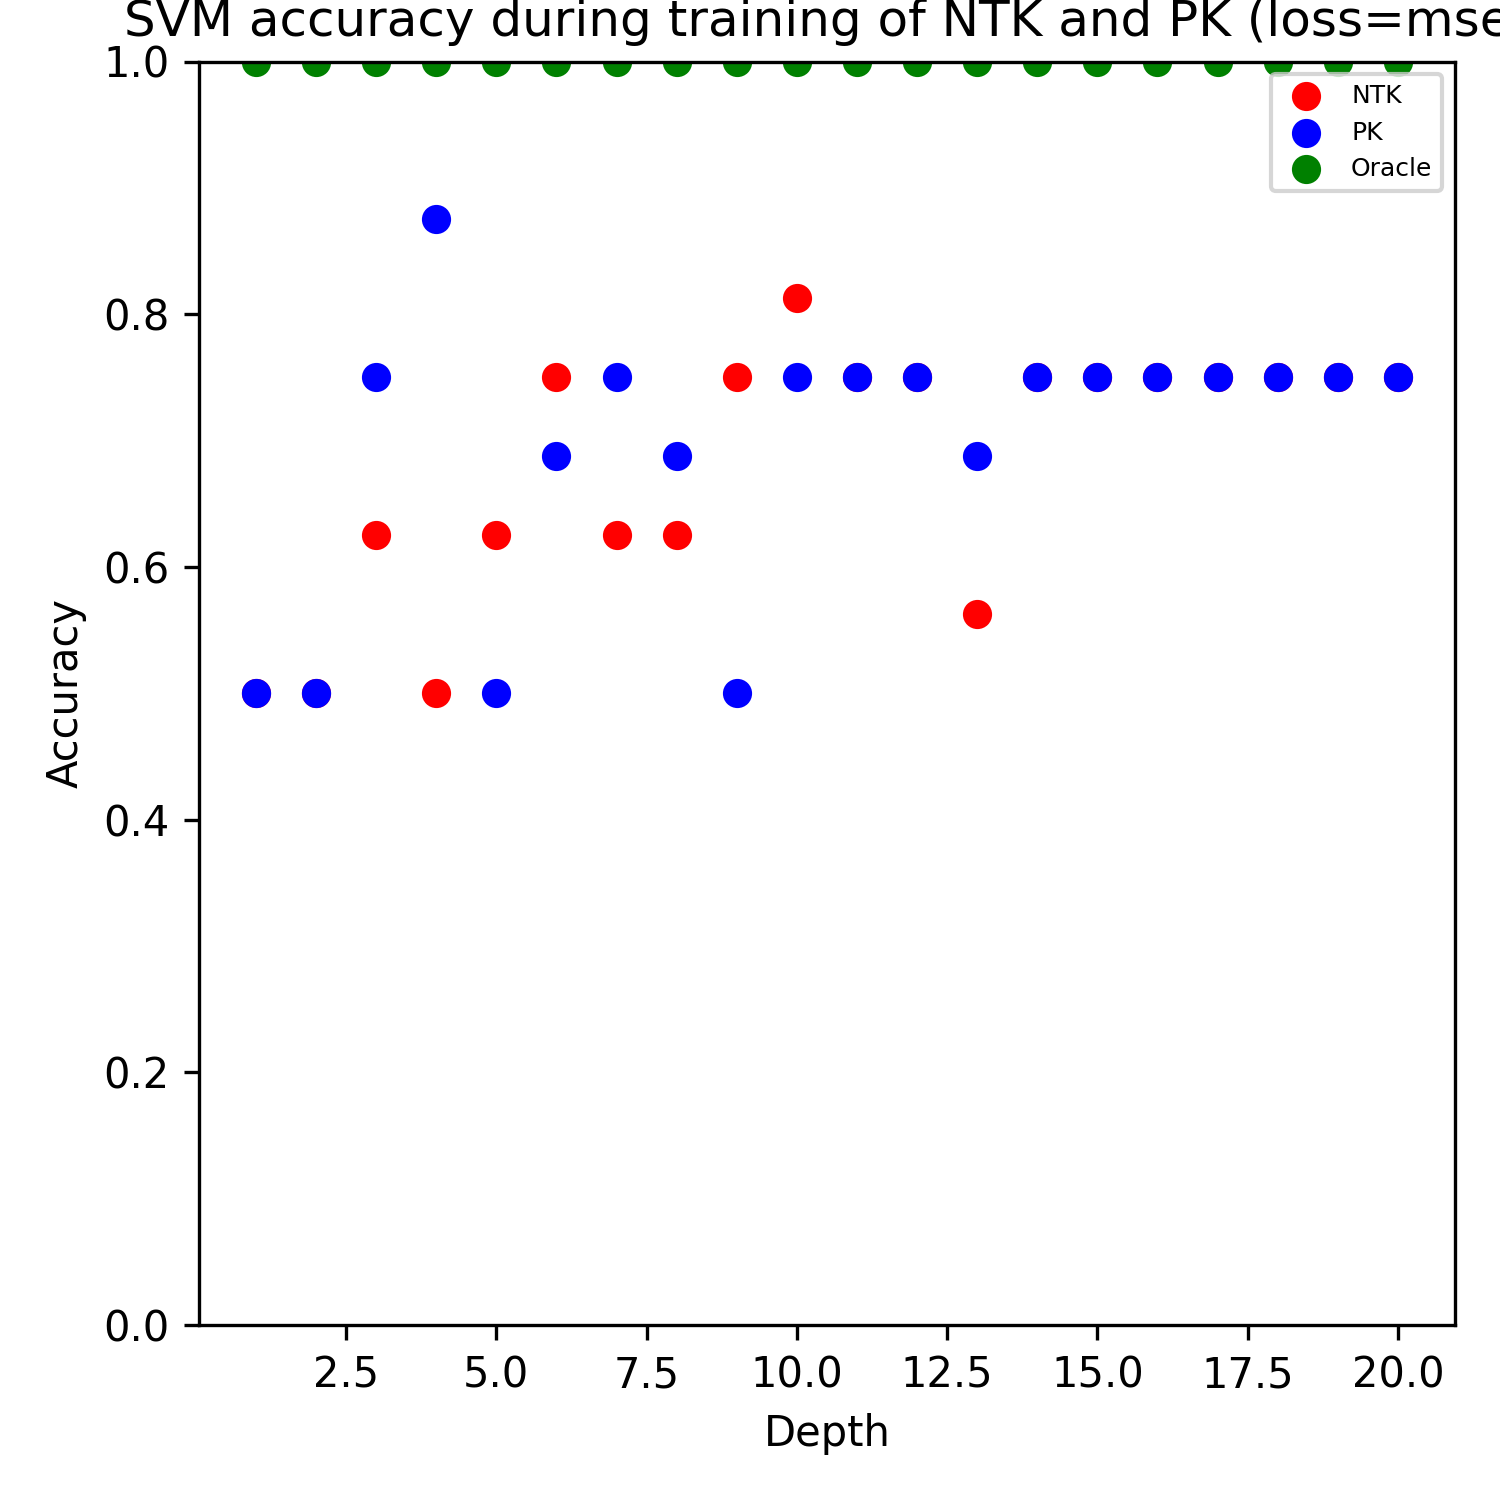 SVM accuracy during training of NTK and PK (loss=mse
1.0
NTK
PK
Oracle
0.8
0.6
Accuracy
0.4
0.2
0.0
2.5 5.0 7.5 10.0 12.5 15.0 17.5 20.0
Depth